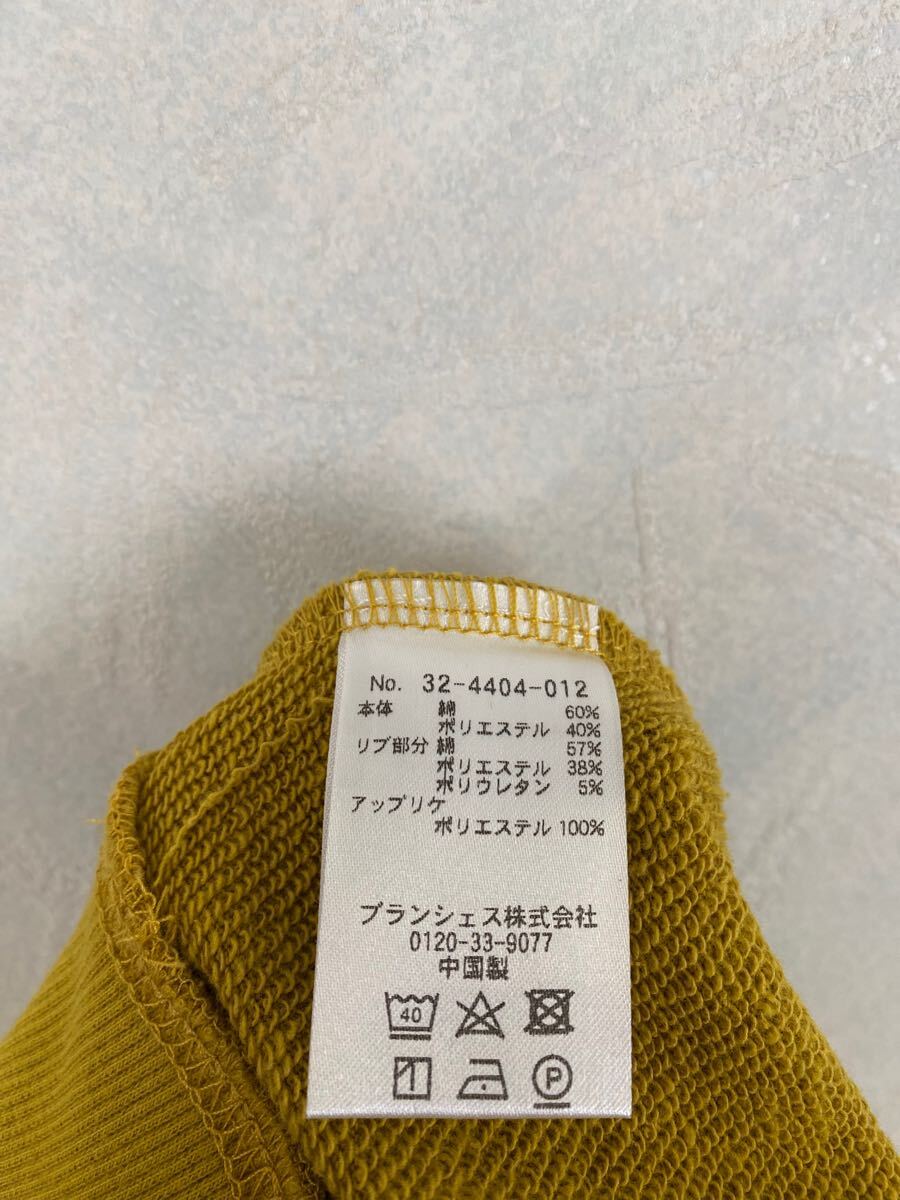 No. 32-4404-012
本体 綿 60%
ポリエステル 40%
リブ部分 綿 57%
ポリエステル 38%
ポリウレタン 5%
アップリケ
ポリエステル 100%
ブランシェス株式会社
0120-33-9077
中国製
40
P